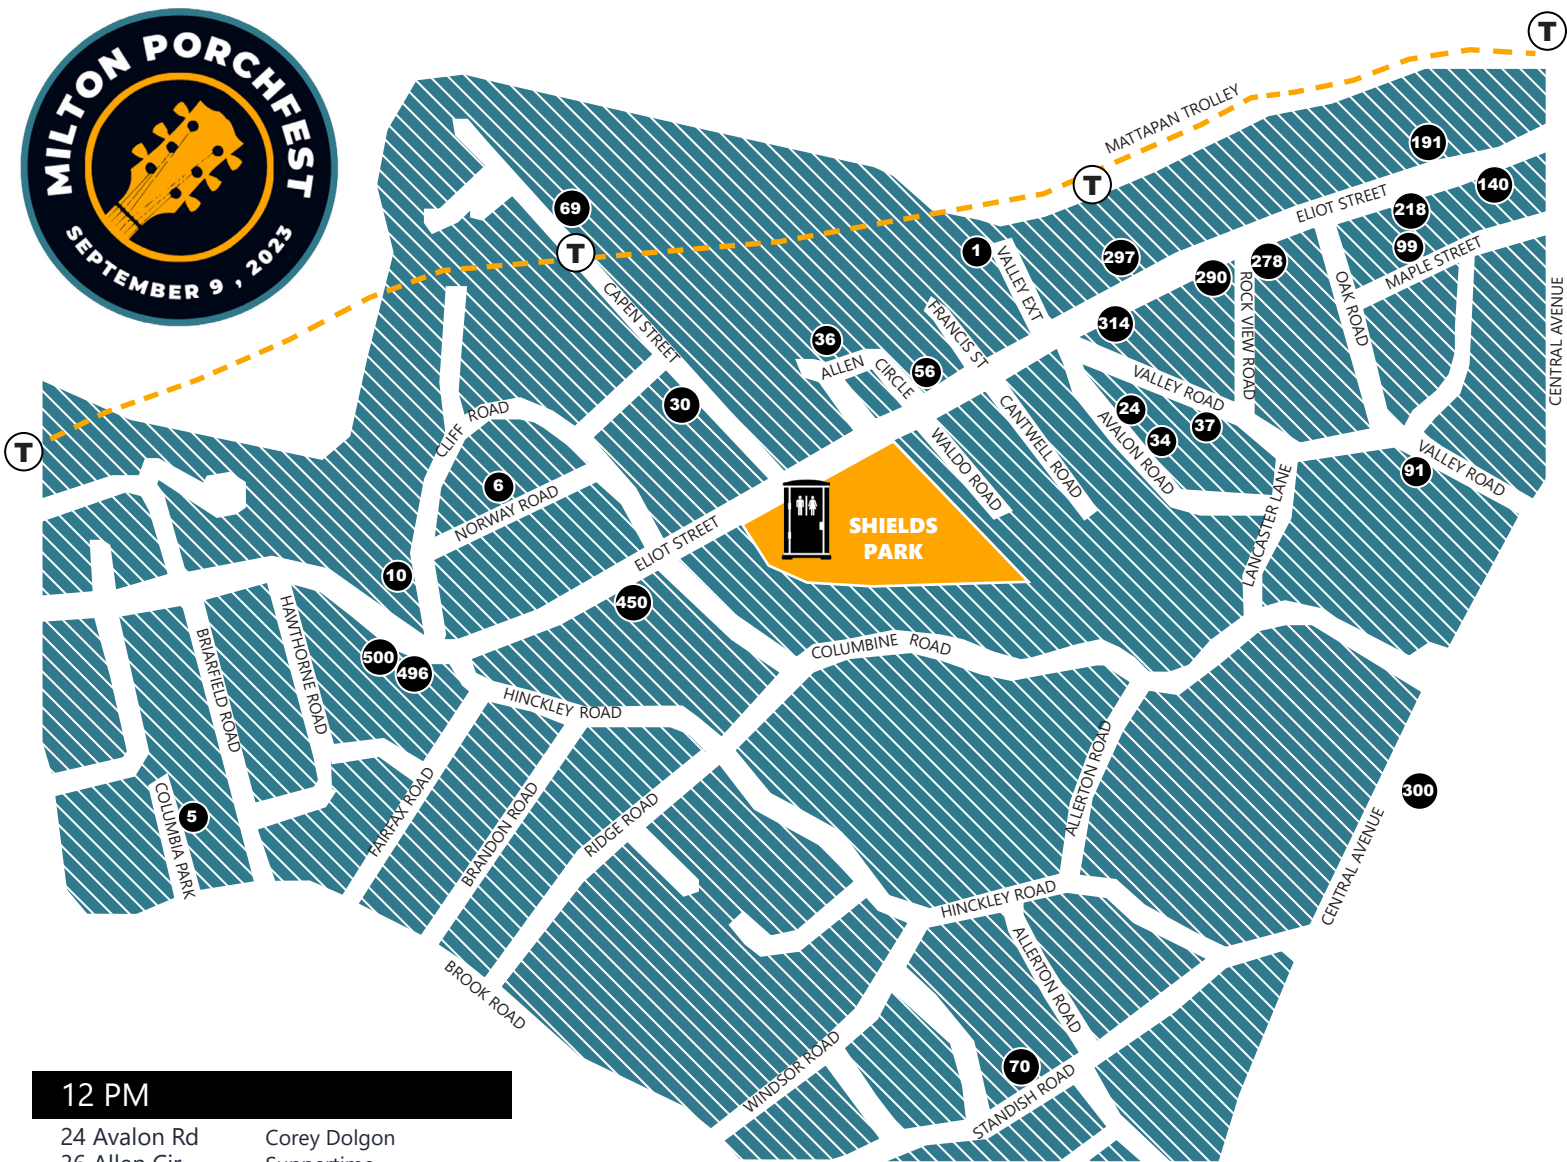 MILTON PORCHFEST
SEPTEMBER 9 , 2023
T
MATTAPAN TROLLEY
191
T
ELIOT STREET
140
69
218
T
1
VALLEY EXT
297
99
MAPLE STREET
290
278
ROCK VIEW ROAD
OAK ROAD
CENTRAL AVENUE
CAPEN STREET
FRANCIS ST
314
36
ALLEN CIRCLE
56
VALLEY ROAD
30
CLIFF ROAD
CANTWELL ROAD
24
AVALON ROAD
34
37
T
WALDO ROAD
91
VALLEY ROAD
6
NORWAY ROAD
SHIELDS
PARK
LANCASTER LANE
ELIOT STREET
10
450
HAWTHORNE ROAD
BRIARFIELD ROAD
500
496
COLUMBINE ROAD
HINCKLEY ROAD
ALLERTON ROAD
COLUMBIA PARK
5
FAIRFAX ROAD
BRANDON ROAD
RIDGE ROAD
300
CENTRAL AVENUE
HINCKLEY ROAD
ALLERTON ROAD
BROOK ROAD
WINDSOR ROAD
70
STANDISH ROAD
12 PM
24 Avalon Rd Corey Dolgon
36 Allen Cir Suppertime